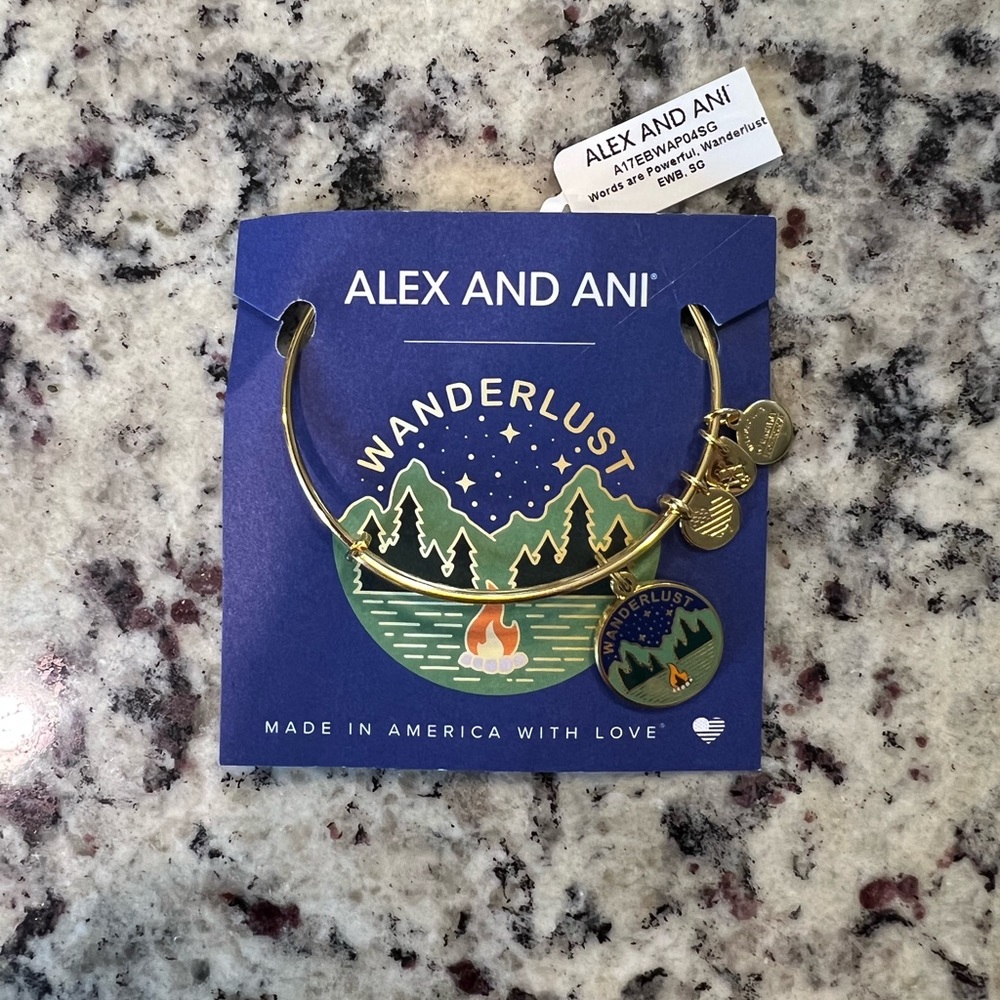 ALEX AND ANI
A17EBWAP04SG
Words are Powerful, Wanderlust
EWB, SG
ALEX AND ANI®
WANDERLUST
WANDERLUST
MADE IN AMERICA WITH LOVE®